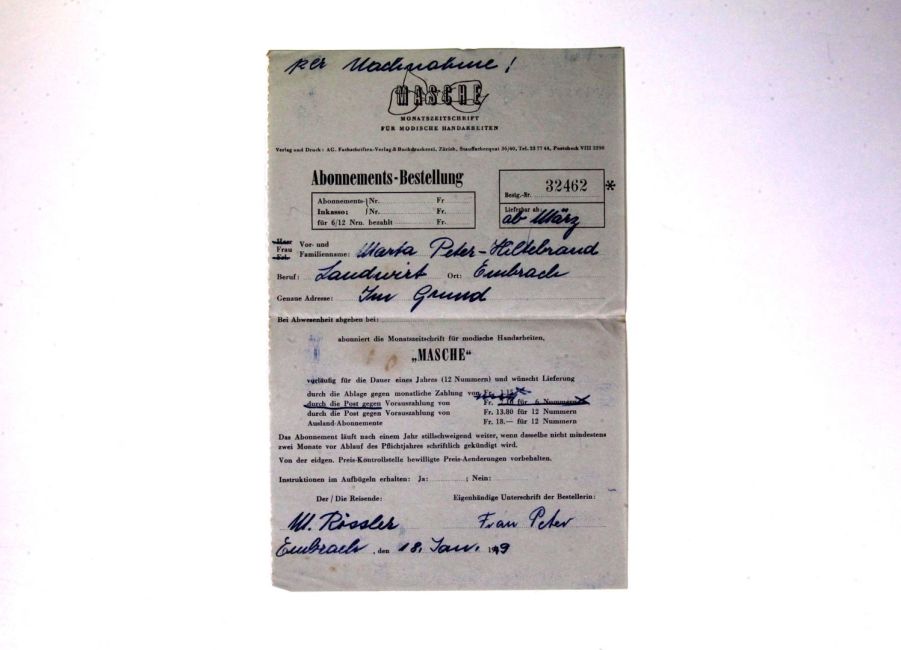 per Nachnahme!
MASCHE
MONATSZEITSCHRIFT
FÜR MODISCHE HANDARBEITEN
Verlag und Druck: AG. Fachschriften-Verlag & Buchdruckerei, Zürich, Stauffacherquai 36/40, Tel. 23 77 44, Postscheck VIII
Abonnements-Bestellung
Bestlg.-Nr. 32462 *
Abonnements- Nr. Fr
Inkasso: Nr. Fr.
für 6/12 Nrn. bezahlt Fr.
Lieferbar ab:
ab März
Herr
Frau
Frl.
Vor- und
Familienname: Marta Peter-Hiltebrand
Beruf: Landwirt Ort: Embrach
Genaue Adresse: Im Grund
Bei Abwesenheit abgeben bei:
abonniert die Monatszeitschrift für modische Handarbeiten,
„MASCHE“
vorläufig für die Dauer eines Jahres (12 Nummern) und wünscht Lieferung
durch die Ablage gegen monatliche Zahlung von Fr.
durch die Post gegen Vorauszahlung von Fr. für 6 Nummern
durch die Post gegen Vorauszahlung von Fr. 13.80 für 12 Nummern
Ausland-Abonnemente Fr. 18.— für 12 Nummern
Das Abonnement läuft nach einem Jahr stillschweigend weiter, wenn dasselbe nicht mindestens
zwei Monate vor Ablauf des Pflichtjahres schriftlich gekündigt wird.
Von der eidgen. Preis-Kontrollstelle bewilligte Preis-Aenderungen vorbehalten.
Instruktionen im Aufbügeln erhalten: Ja: ; Nein:
Der / Die Reisende: Eigenhändige Unterschrift der Bestellerin:
M. Rössler Frau Peter
Embrach, den 18. Jan. 19